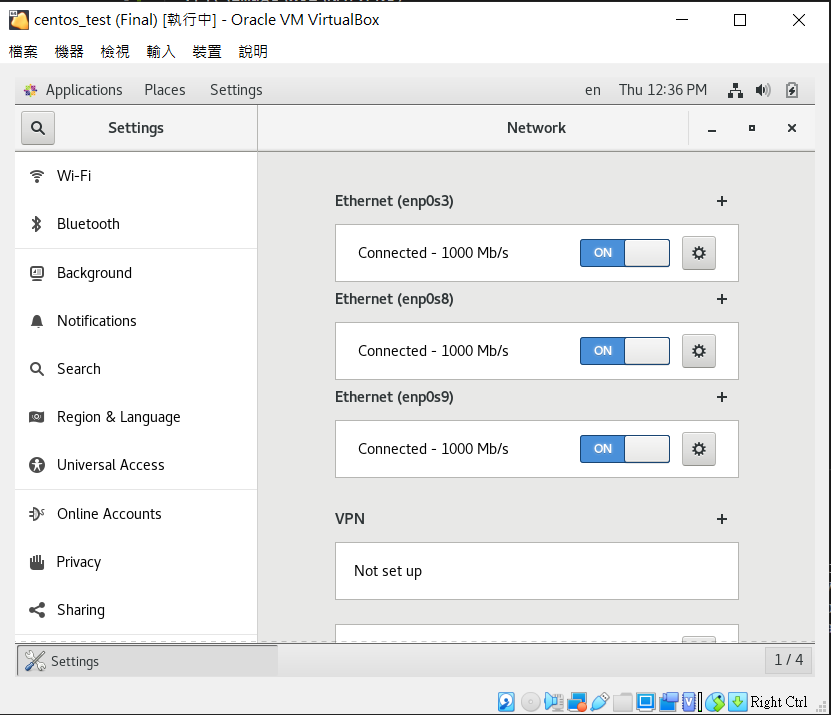 centos_test (Final) [執行中] - Oracle VM VirtualBox
檔案 機器 檢視 輸入 裝置 說明
Applications Places Settings en Thu 12:36 PM
Settings Network
Wi-Fi
Bluetooth
Background
Notifications
Search
Region & Language
Universal Access
Online Accounts
Privacy
Sharing
Ethernet (enp0s3) +
Connected - 1000 Mb/s ON
Ethernet (enp0s8) +
Connected - 1000 Mb/s ON
Ethernet (enp0s9) +
Connected - 1000 Mb/s ON
VPN +
Not set up
Settings 1 / 4
Right Ctrl